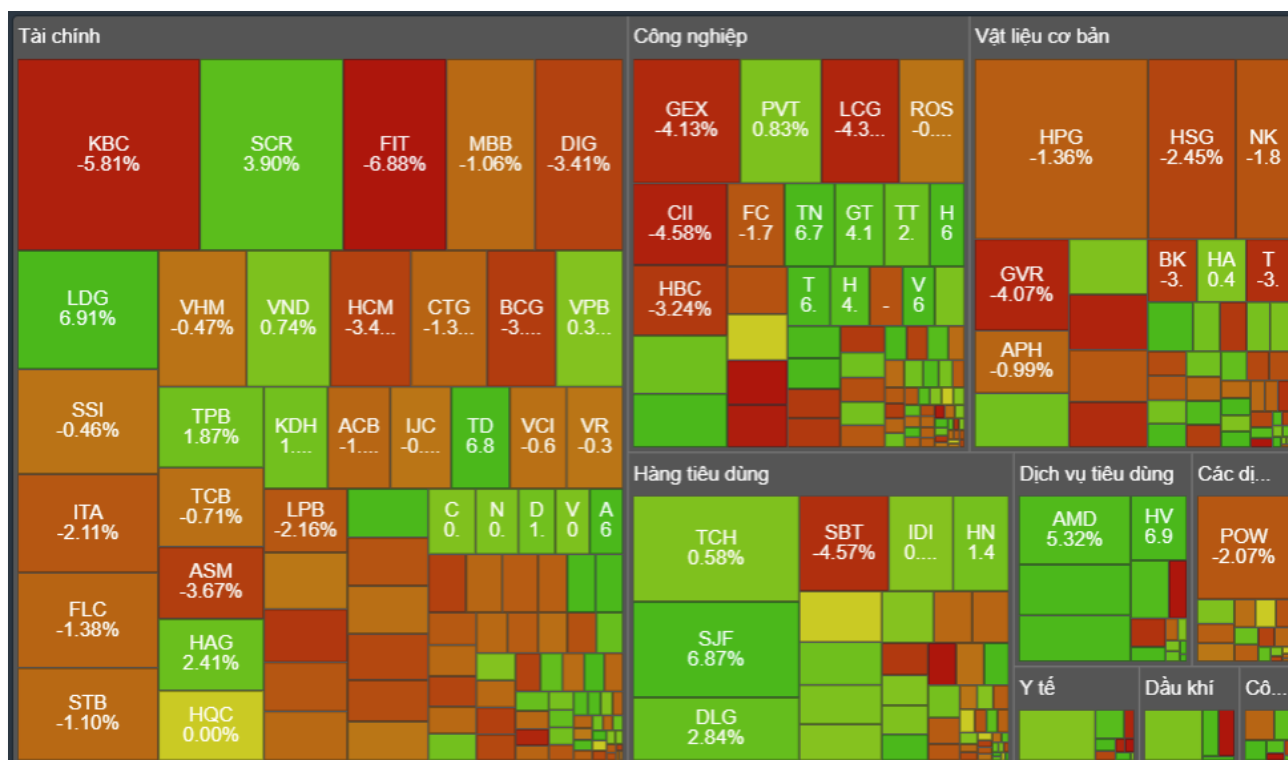 Tài chính
KBC
-5.81%
SCR
3.90%
FIT
-6.88%
MBB
-1.06%
DIG
-3.41%
LDG
6.91%
VHM
-0.47%
VND
0.74%
HCM
-3.4...
CTG
-1.3...
BCG
-3....
VPB
0.3...
SSI
-0.46%
TPB
1.87%
KDH
1....
ACB
-1....
IJC
-0....
TD
6.8
VCI
-0.6
VR
-0.3
ITA
-2.11%
TCB
-0.71%
LPB
-2.16%
C
0.
N
0.
D
1.
V
0
A
6
ASM
-3.67%
FLC
-1.38%
HAG
2.41%
STB
-1.10%
HQC
0.00%
Công nghiệp
GEX
-4.13%
PVT
0.83%
LCG
-4.3...
ROS
-0....
CII
-4.58%
FC
-1.7
TN
6.7
GT
4.1
TT
2.
H
6
HBC
-3.24%
T
6.
H
4.
-
V
6
Vật liệu cơ bản
HPG
-1.36%
HSG
-2.45%
NK
-1.8
GVR
-4.07%
BK
-3.
HA
0.4
T
-3.
APH
-0.99%
Hàng tiêu dùng
TCH
0.58%
SBT
-4.57%
IDI
0....
HN
1.4
SJF
6.87%
DLG
2.84%
Dịch vụ tiêu dùng
AMD
5.32%
HV
6.9
Các dị...
POW
-2.07%
Y tế
Dầu khí
Cô...